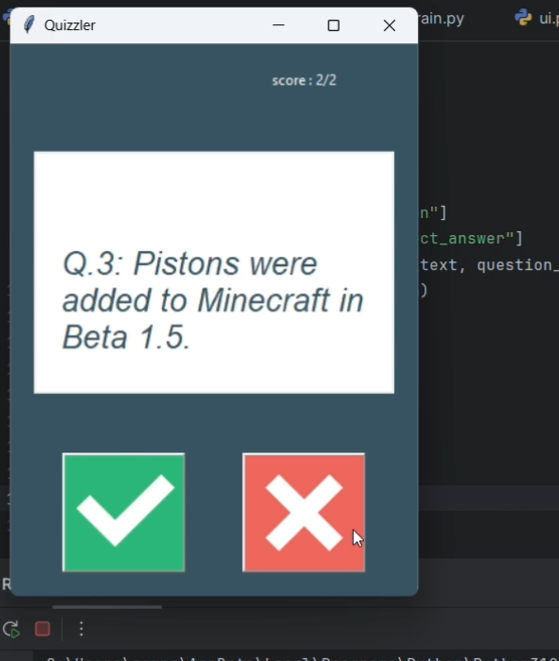 Quizzler
rain.py
ui.p
score : 2/2
n"]
ct_answer"]
text, question_
)
Q.3: Pistons were
added to Minecraft in
Beta 1.5.
R